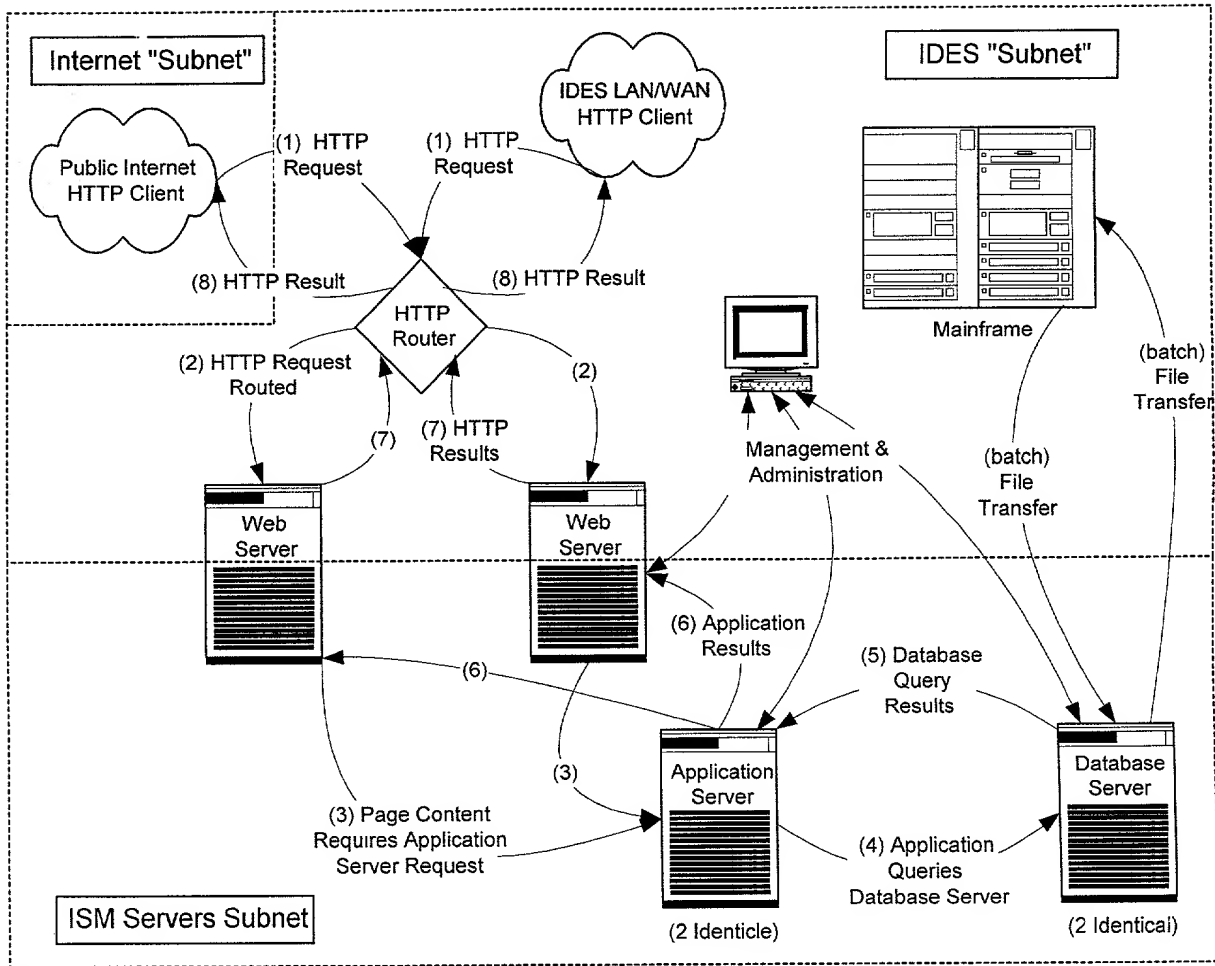 Internet "Subnet"
IDES "Subnet"
IDES LAN/WAN
HTTP Client
Public Internet
HTTP Client
(1) HTTP
Request
(1) HTTP
Request
(8) HTTP Result
(8) HTTP Result
HTTP
Router
Mainframe
(2) HTTP Request
Routed
(2)
(7)
(7) HTTP
Results
(batch)
File
Transfer
Management &
Administration
(batch)
File
Transfer
Web
Server
Web
Server
(6) Application
Results
(6)
(5) Database
Query
Results
(3)
Application
Server
Database
Server
(3) Page Content
Requires Application
Server Request
(4) Application
Queries
Database Server
ISM Servers Subnet
(2 Identicle)
(2 Identical)